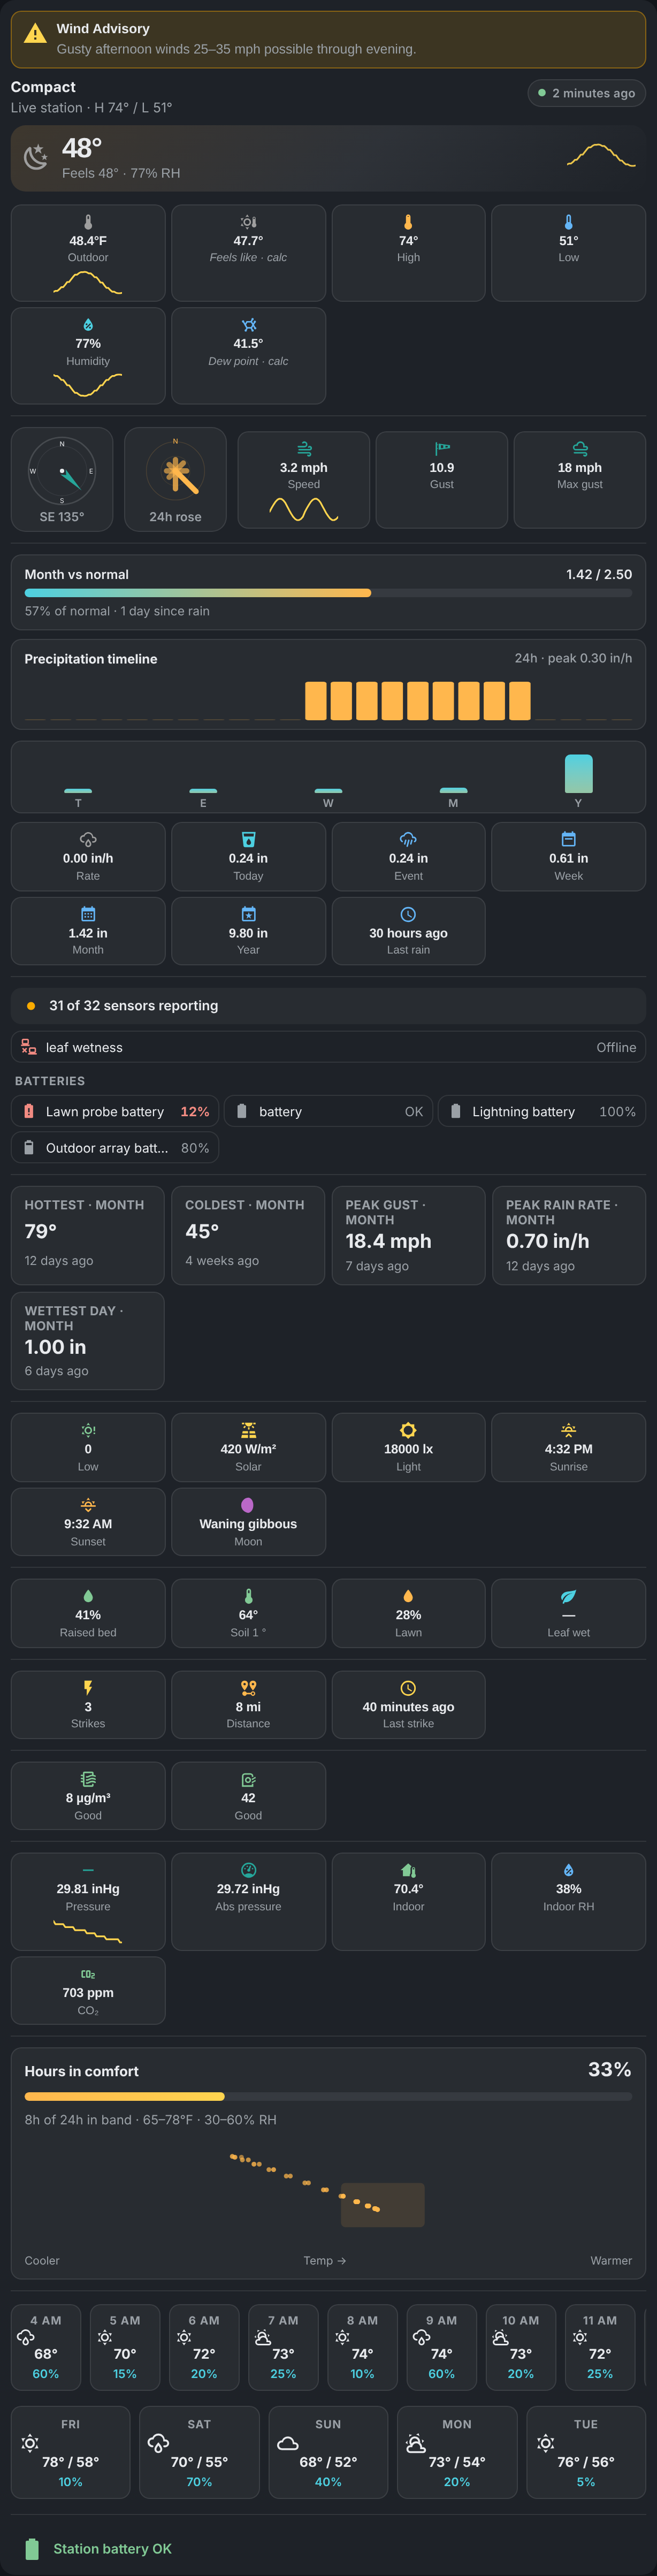 Wind Advisory
Gusty afternoon winds 25–35 mph possible through evening.
Compact
Live station · H 74° / L 51°
2 minutes ago
48°
Feels 48° · 77% RH
48.4°F
Outdoor
47.7°
Feels like · calc
74°
High
51°
Low
77%
Humidity
41.5°
Dew point · calc
N
W E
S
SE 135°
N
24h rose
3.2 mph
Speed
10.9
Gust
18 mph
Max gust
Month vs normal
1.42 / 2.50
57% of normal · 1 day since rain
Precipitation timeline
24h · peak 0.30 in/h
T E W M Y
0.00 in/h
Rate
0.24 in
Today
0.24 in
Event
0.61 in
Week
1.42 in
Month
9.80 in
Year
30 hours ago
Last rain
31 of 32 sensors reporting
leaf wetness
Offline
BATTERIES
Lawn probe battery 12%
battery OK
Lightning battery 100%
Outdoor array batt... 80%
HOTTEST · MONTH
79°
12 days ago
COLDEST · MONTH
45°
4 weeks ago
PEAK GUST ·
MONTH
18.4 mph
7 days ago
PEAK RAIN RATE ·
MONTH
0.70 in/h
12 days ago
WETTEST DAY ·
MONTH
1.00 in
6 days ago
0
Low
420 W/m²
Solar
18000 lx
Light
4:32 PM
Sunrise
9:32 AM
Sunset
Waning gibbous
Moon
41%
Raised bed
64°
Soil 1 °
28%
Lawn
—
Leaf wet
3
Strikes
8 mi
Distance
40 minutes ago
Last strike
8 µg/m³
Good
42
Good
29.81 inHg
Pressure
29.72 inHg
Abs pressure
70.4°
Indoor
38%
Indoor RH
CO₂
703 ppm
CO₂
Hours in comfort
33%
8h of 24h in band · 65–78°F · 30–60% RH
Cooler
Temp →
Warmer
4 AM
68°
60%
5 AM
70°
15%
6 AM
72°
20%
7 AM
73°
25%
8 AM
74°
10%
9 AM
74°
60%
10 AM
73°
20%
11 AM
72°
25%
FRI
78° / 58°
10%
SAT
70° / 55°
70%
SUN
68° / 52°
40%
MON
73° / 54°
20%
TUE
76° / 56°
5%
Station battery OK